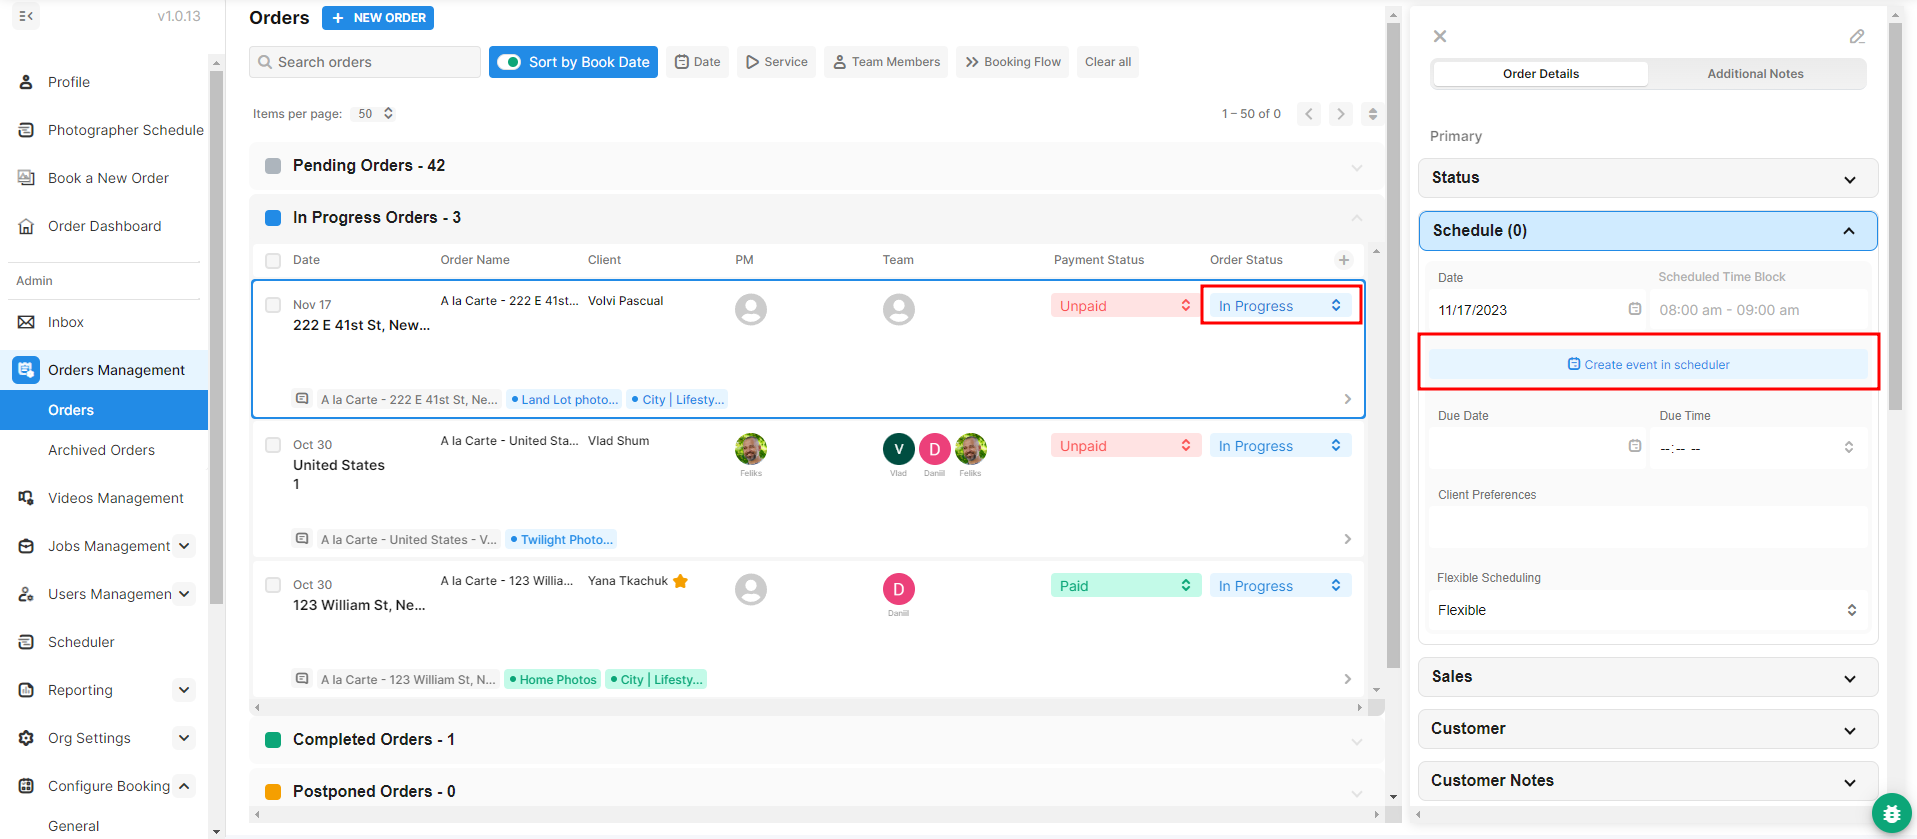 v1.0.13
Profile
Photographer Schedule
Book a New Order
Order Dashboard
Admin
Inbox
Orders Management
Orders
Archived Orders
Videos Management
Jobs Management
Users Managemen
Scheduler
Reporting
Org Settings
Configure Booking
General
Orders
+ NEW ORDER
Search orders
Sort by Book Date
Date
Service
Team Members
Booking Flow
Clear all
Items per page: 50
1 – 50 of 0
Pending Orders - 42
In Progress Orders - 3
Date Order Name Client PM Team Payment Status Order Status
Nov 17
222 E 41st St, New...
A la Carte - 222 E 41st...
Volvi Pascual
Unpaid
In Progress
A la Carte - 222 E 41st St, Ne...
Land Lot photo...
City | Lifesty...
Oct 30
United States
1
A la Carte - United Sta...
Vlad Shum
Feliks
V
Vlad
D
Daniil
Feliks
Unpaid
In Progress
A la Carte - United States - V...
Twilight Photo...
Oct 30
123 William St, Ne...
A la Carte - 123 Willia...
Yana Tkachuk
D
Daniil
Paid
In Progress
A la Carte - 123 William St, N...
Home Photos
City | Lifesty...
Completed Orders - 1
Postponed Orders - 0
Order Details
Additional Notes
Primary
Status
Schedule (0)
Date
Scheduled Time Block
11/17/2023
08:00 am - 09:00 am
Create event in scheduler
Due Date
Due Time
--:-- --
Client Preferences
Flexible Scheduling
Flexible
Sales
Customer
Customer Notes